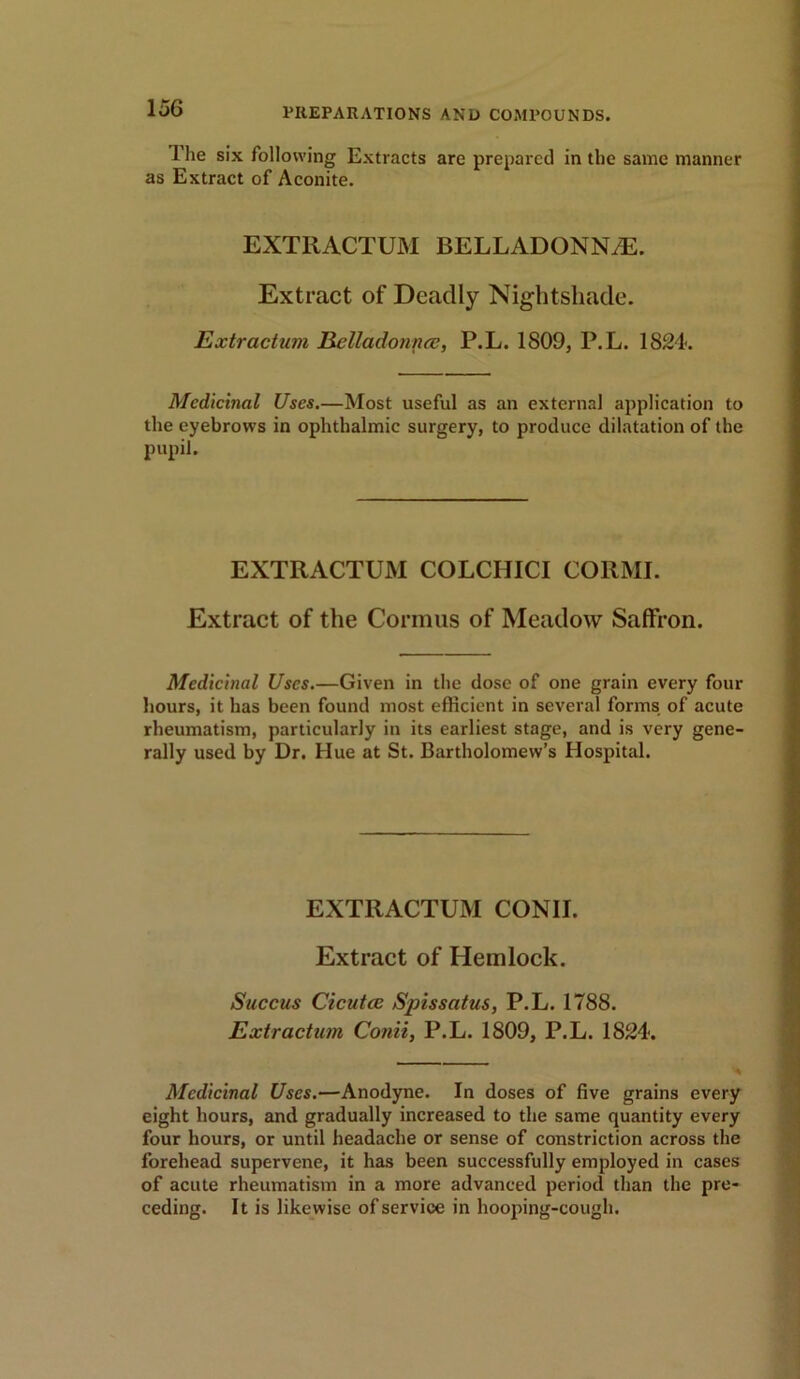 156
PREPARATIONS AND COMPOUNDS.
The six following Extracts are prepared in the same manner
as Extract of Aconite.
EXTRACTUM BELLADONNÆ.
Extract of Deadly Nightshade.
Extractum Belladonnæ, P.L. 1809, P.L. 1824.
Medicinal Uses.—Most useful as an external application to
the eyebrows in ophthalmic surgery, to produce dilatation of the
pupil.
EXTRACTUM COLCHICI CORMI.
Extract of the Cormus of Meadow Saffron.
Medicinal Uses.—Given in the dose of one grain every four
hours, it has been found most efficient in several forms of acute
rheumatism, particularly in its earliest stage, and is very gene-
rally used by Dr. Hue at St. Bartholomew's Hospital.
EXTRACTUM CONII.
Extract of Hemlock.
Succus Cicutæ Spissatus, P.L. 1788.
Extractum Conii, P.L. 1809, P.L. 1824.
Medicinal Uses.—Anodyne. In doses of five grains every
eight hours, and gradually increased to the same quantity every
four hours, or until headache or sense of constriction across the
forehead supervene, it has been successfully employed in cases
of acute rheumatism in a more advanced period than the pre-
ceding. It is likewise of service in hooping-cough.